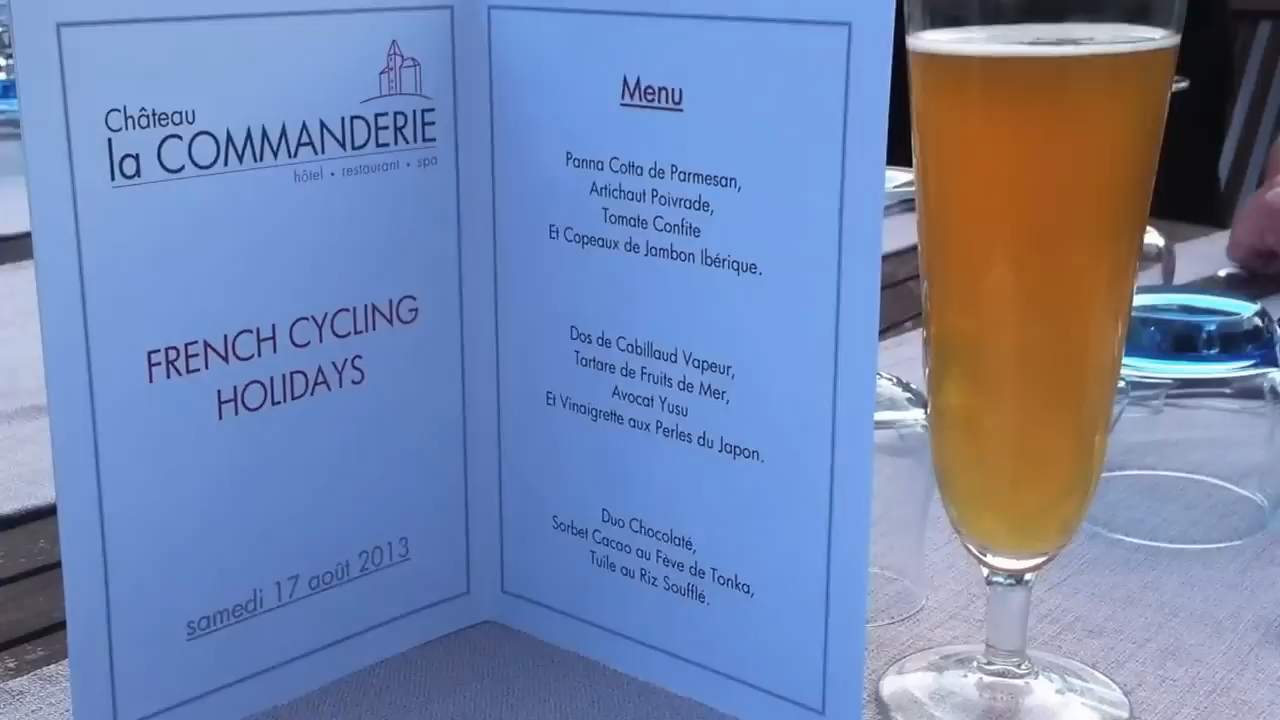 Château
la COMMANDERIE
hôtel • restaurant • spa
FRENCH CYCLING
HOLIDAYS
samedi 17 août 2013
Menu
Panna Cotta de Parmesan,
Artichaut Poivrade,
Tomate Confite
Et Copeaux de Jambon Ibérique.
Dos de Cabillaud Vapeur,
Tartare de Fruits de Mer,
Avocat Yusu
Et Vinaigrette aux Perles du Japon.
Duo Chocolaté,
Sorbet Cacao au Fève de Tonka,
Tuile au Riz Soufflé.